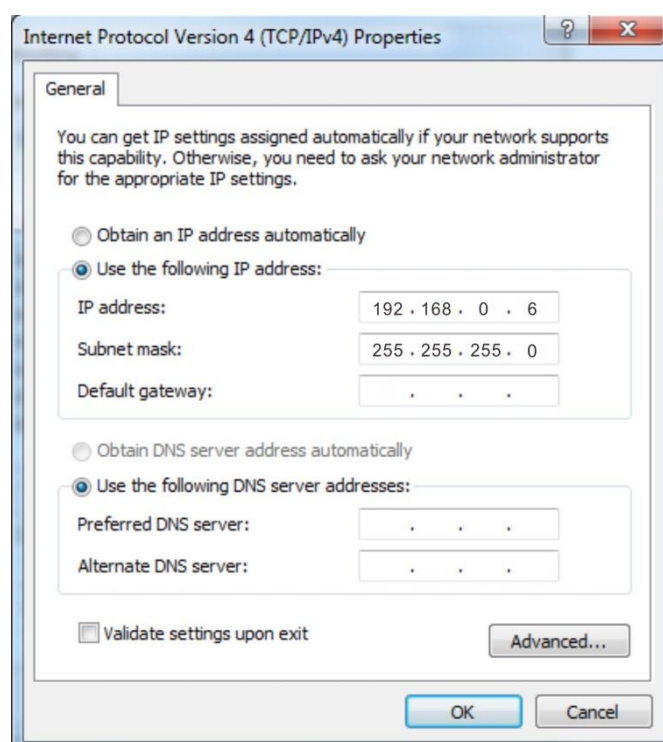 Internet Protocol Version 4 (TCP/IPv4) Properties
?
X
General
You can get IP settings assigned automatically if your network supports
this capability. Otherwise, you need to ask your network administrator
for the appropriate IP settings.
Obtain an IP address automatically
Use the following IP address:
IP address: 192 . 168 . 0 . 6
Subnet mask: 255 . 255 . 255 . 0
Default gateway: . . .
Obtain DNS server address automatically
Use the following DNS server addresses:
Preferred DNS server: . . .
Alternate DNS server: . . .
Validate settings upon exit
Advanced...
OK Cancel